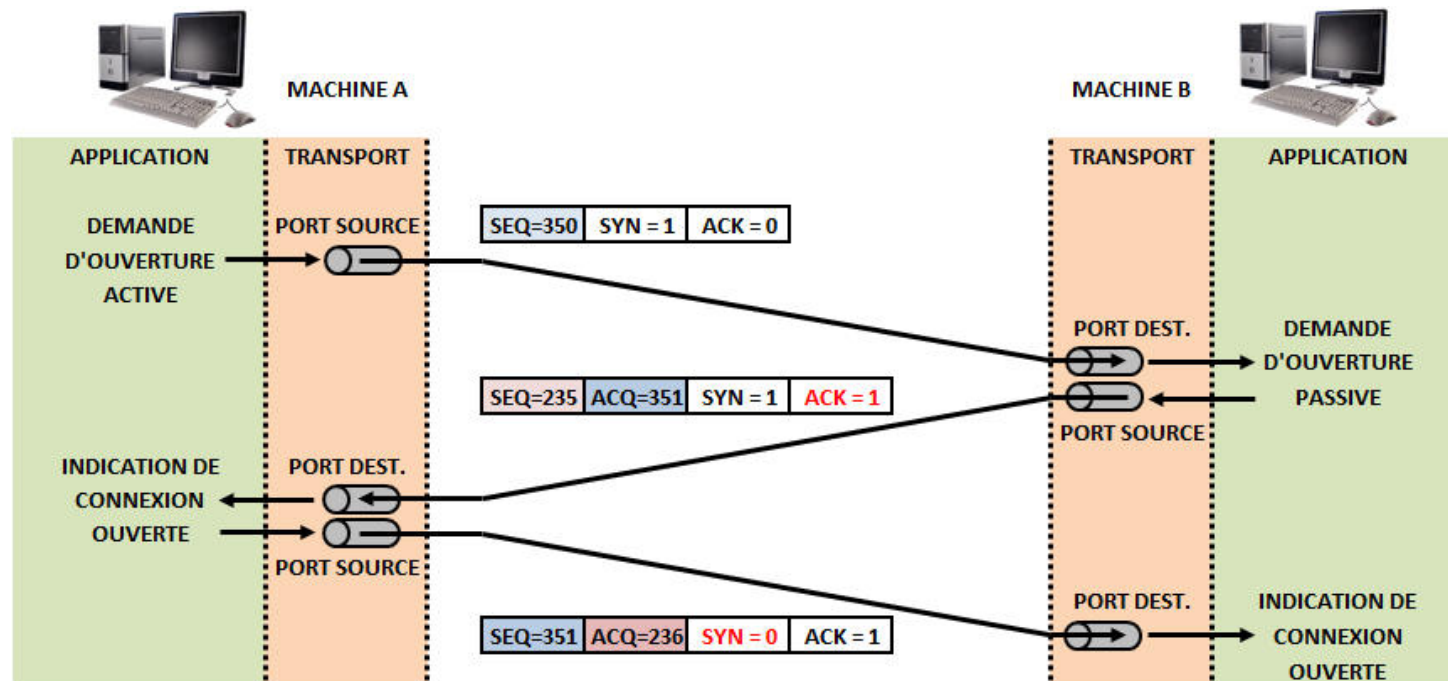 MACHINE A
MACHINE B
APPLICATION
TRANSPORT
TRANSPORT
APPLICATION
DEMANDE
D'OUVERTURE
ACTIVE
PORT SOURCE
SEQ=350 SYN = 1 ACK = 0
PORT DEST.
DEMANDE
D'OUVERTURE
PASSIVE
SEQ=235 ACQ=351 SYN = 1 ACK = 1
PORT SOURCE
INDICATION DE
CONNEXION
OUVERTE
PORT DEST.
PORT SOURCE
SEQ=351 ACQ=236 SYN = 0 ACK = 1
PORT DEST.
INDICATION DE
CONNEXION
OUVERTE